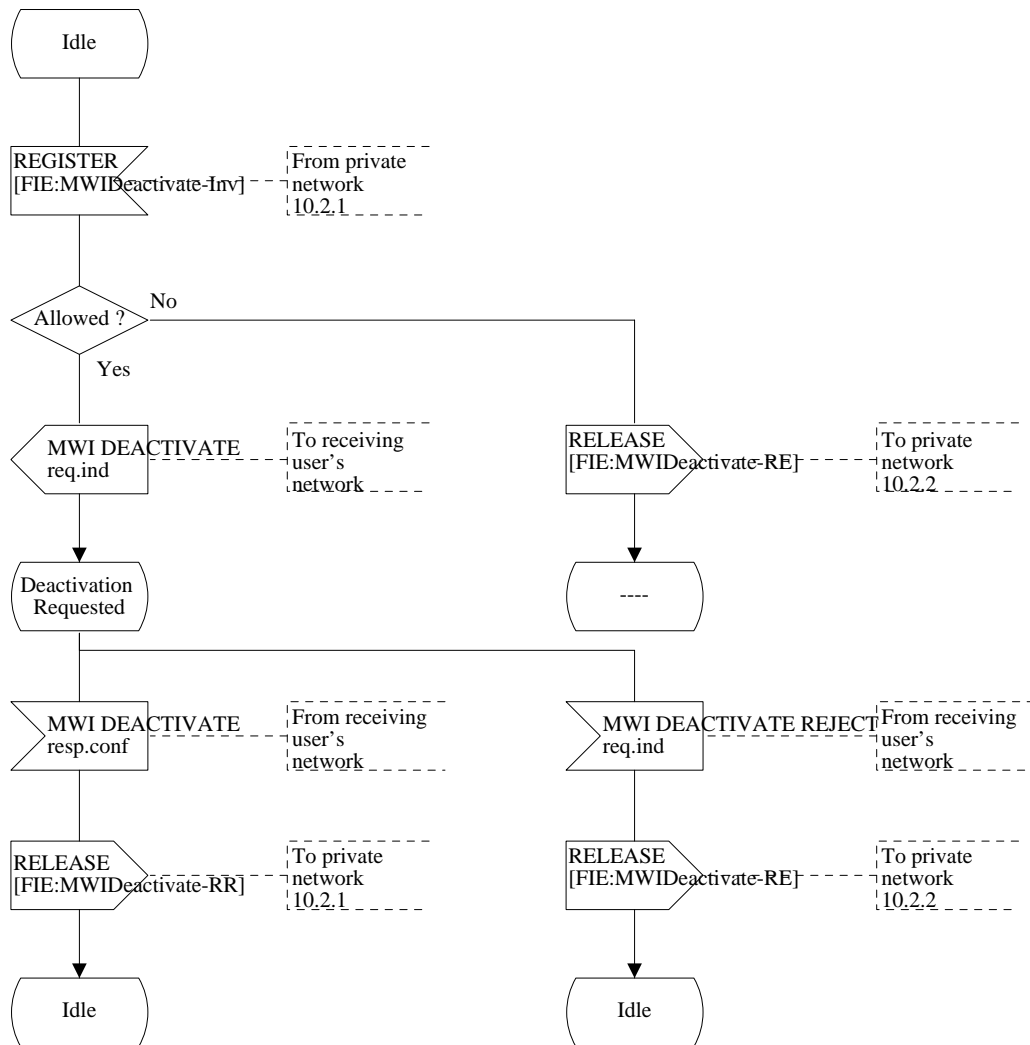 Idle
REGISTER
[FIE:MWIDeactivate-Inv]
From private
network
10.2.1
Allowed ?
No
Yes
MWI DEACTIVATE
req.ind
To receiving
user's
network
RELEASE
[FIE:MWIDeactivate-RE]
To private
network
10.2.2
Deactivation
Requested
----
MWI DEACTIVATE
resp.conf
From receiving
user's
network
MWI DEACTIVATE REJECT
req.ind
From receiving
user's
network
RELEASE
[FIE:MWIDeactivate-RR]
To private
network
10.2.1
RELEASE
[FIE:MWIDeactivate-RE]
To private
network
10.2.2
Idle
Idle